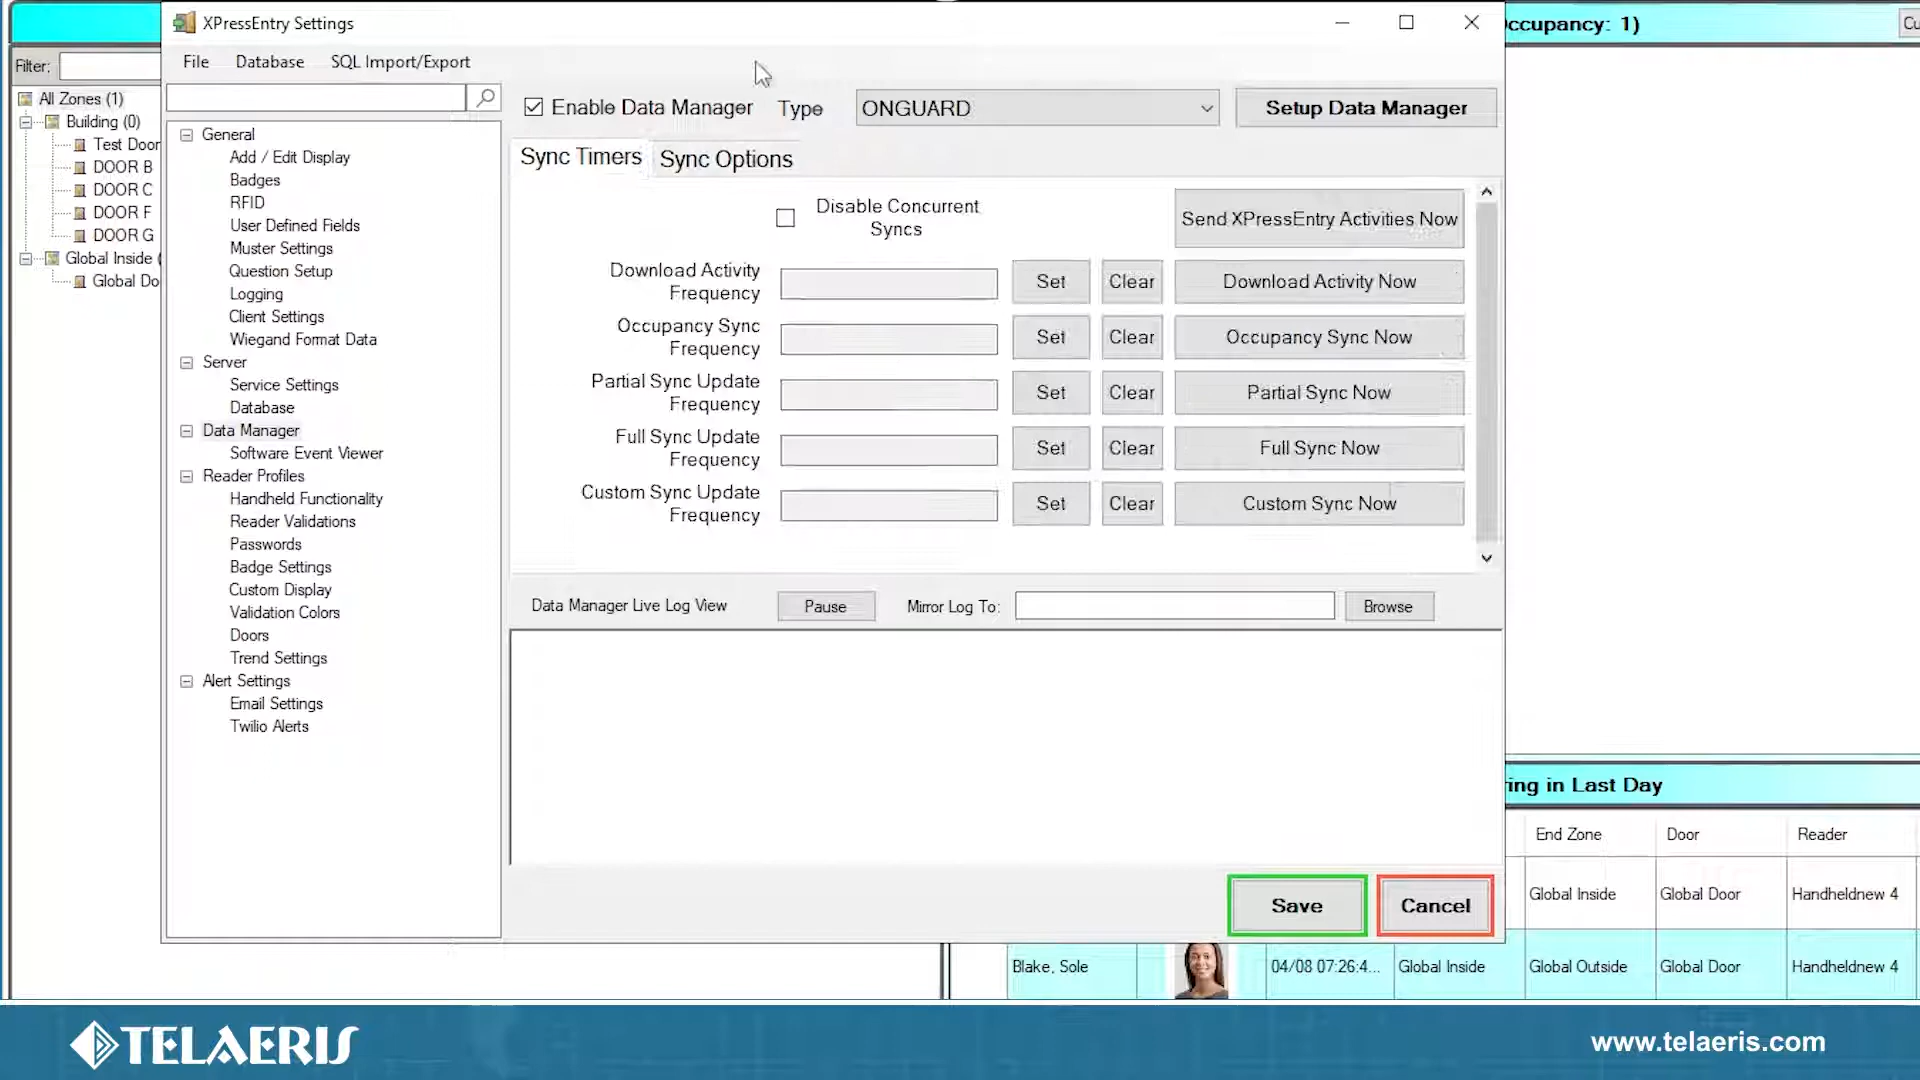 XPressEntry Settings
ccupancy: 1)
Cu
File Database SQL Import/Export
Filter:
All Zones (1)
Building (0)
Test Door
DOOR B
DOOR C
DOOR F
DOOR G
Global Inside (
Global Do
General
Add / Edit Display
Badges
RFID
User Defined Fields
Muster Settings
Question Setup
Logging
Client Settings
Wiegand Format Data
Server
Service Settings
Database
Data Manager
Software Event Viewer
Reader Profiles
Handheld Functionality
Reader Validations
Passwords
Badge Settings
Custom Display
Validation Colors
Doors
Trend Settings
Alert Settings
Email Settings
Twilio Alerts
Enable Data Manager Type ONGUARD Setup Data Manager
Sync Timers Sync Options
Disable Concurrent
Syncs
Send XPressEntry Activities Now
Download Activity
Frequency
Set Clear Download Activity Now
Occupancy Sync
Frequency
Set Clear Occupancy Sync Now
Partial Sync Update
Frequency
Set Clear Partial Sync Now
Full Sync Update
Frequency
Set Clear Full Sync Now
Custom Sync Update
Frequency
Set Clear Custom Sync Now
Data Manager Live Log View Pause Mirror Log To: Browse
Save Cancel
ring in Last Day
End Zone Door Reader
Global Inside Global Door Handheldnew 4
Blake, Sole 04/08 07:26:4... Global Inside Global Outside Global Door Handheldnew 4
TELAERIS
www.telaeris.com